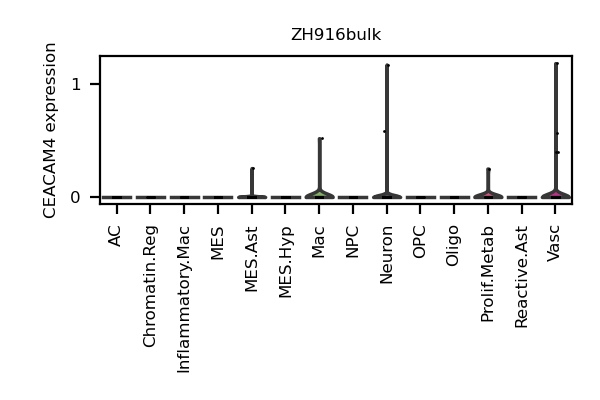 ZH916bulk
CEACAM4 expression
1
0
AC
Chromatin.Reg
Inflammatory.Mac
MES
MES.Ast
MES.Hyp
Mac
NPC
Neuron
OPC
Oligo
Prolif.Metab
Reactive.Ast
Vasc